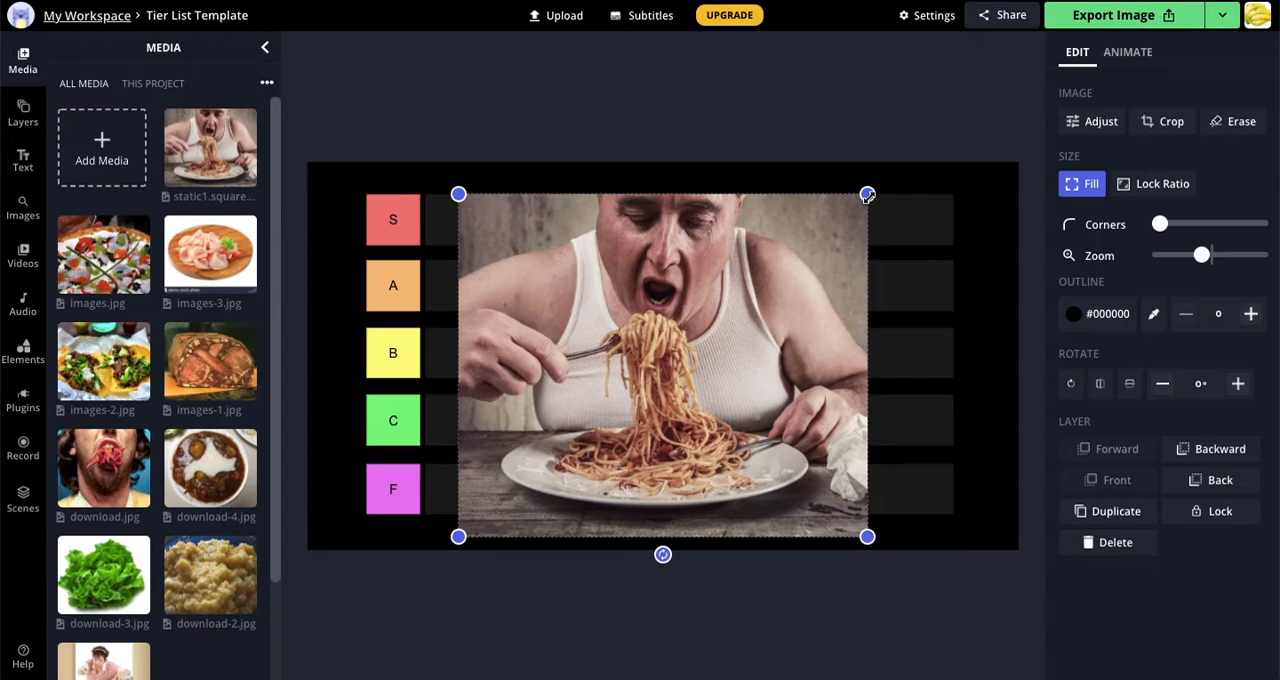 My Workspace > Tier List Template
Upload
Subtitles
UPGRADE
Settings
Share
Export Image
Media
Layers
Text
Images
Videos
Audio
Elements
Plugins
Record
Scenes
Help
MEDIA
ALL MEDIA THIS PROJECT
Add Media
static1.square...
images.jpg
images-3.jpg
images-2.jpg
images-1.jpg
download.jpg
download-4.jpg
download-3.jpg
download-2.jpg
S
A
B
C
F
EDIT ANIMATE
IMAGE
Adjust
Crop
Erase
SIZE
Fill
Lock Ratio
Corners
Zoom
OUTLINE
#000000
0
ROTATE
0°
LAYER
Forward
Backward
Front
Back
Duplicate
Lock
Delete